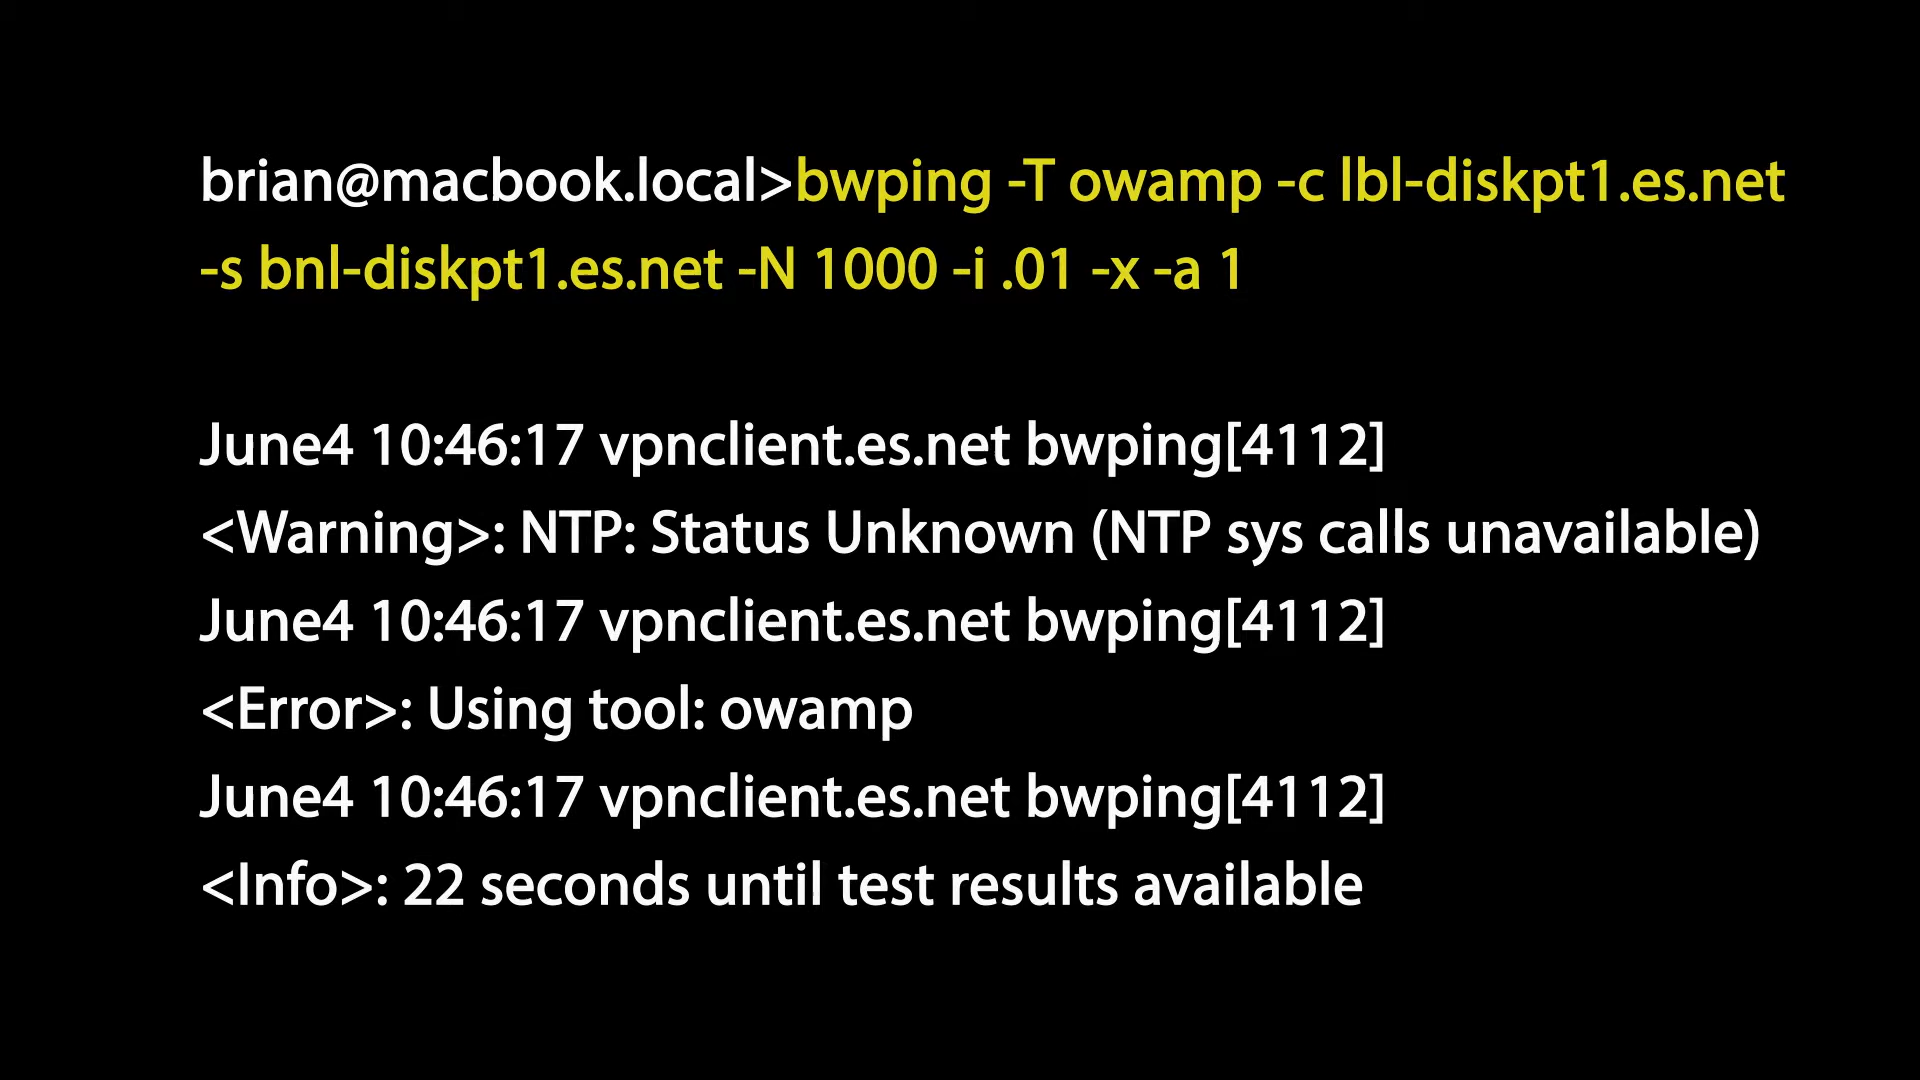 brian@macbook.local>bwping -T owamp -c lbl-diskpt1.es.net
-s bnl-diskpt1.es.net -N 1000 -i .01 -x -a 1
June4 10:46:17 vpnclient.es.net bwping[4112]
<Warning>: NTP: Status Unknown (NTP sys calls unavailable)
June4 10:46:17 vpnclient.es.net bwping[4112]
<Error>: Using tool: owamp
June4 10:46:17 vpnclient.es.net bwping[4112]
<Info>: 22 seconds until test results available